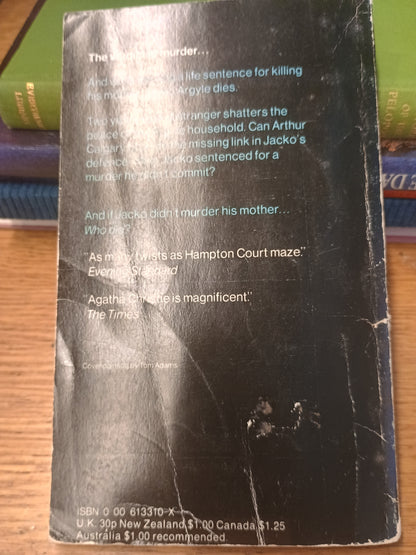 The murder...
And a life sentence for killing
his Argyle dies.
Two stranger shatters the
peace household. Can Arthur
Calgary the missing link in Jacko's
defence Jacko sentenced for a
murder he didn't commit?
And if Jacko didn't murder his mother...
Who did?
"As many twists as Hampton Court maze."
Evening Standard
"Agatha Christie is magnificent."
The Times
Cover painting by Tom Adams
ISBN 0 00 613310 X
U.K. 30p New Zealand $1.00 Canada $1.25
Australia $1.00 recommended